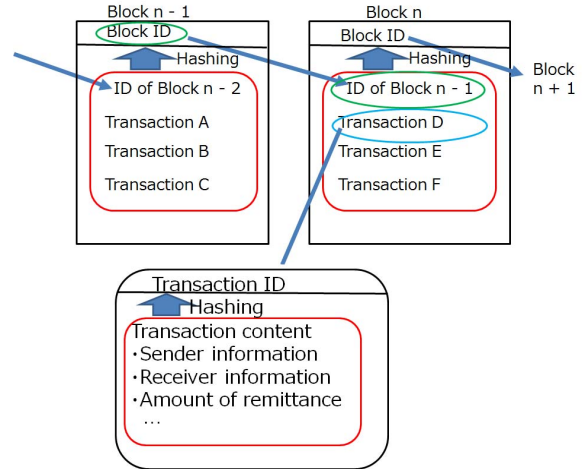 Block n - 1
Block ID
Hashing
ID of Block n - 2
Transaction A
Transaction B
Transaction C
Block n
Block ID
Hashing
ID of Block n - 1
Transaction D
Transaction E
Transaction F
Block
n + 1
Transaction ID
Hashing
Transaction content
・Sender information
・Receiver information
・Amount of remittance
…